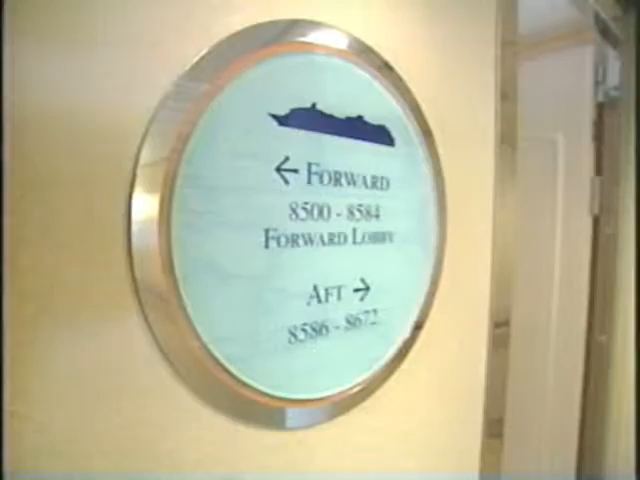 ← FORWARD
8500 - 8584
FORWARD LOBBY
AFT →
8586 - 8672